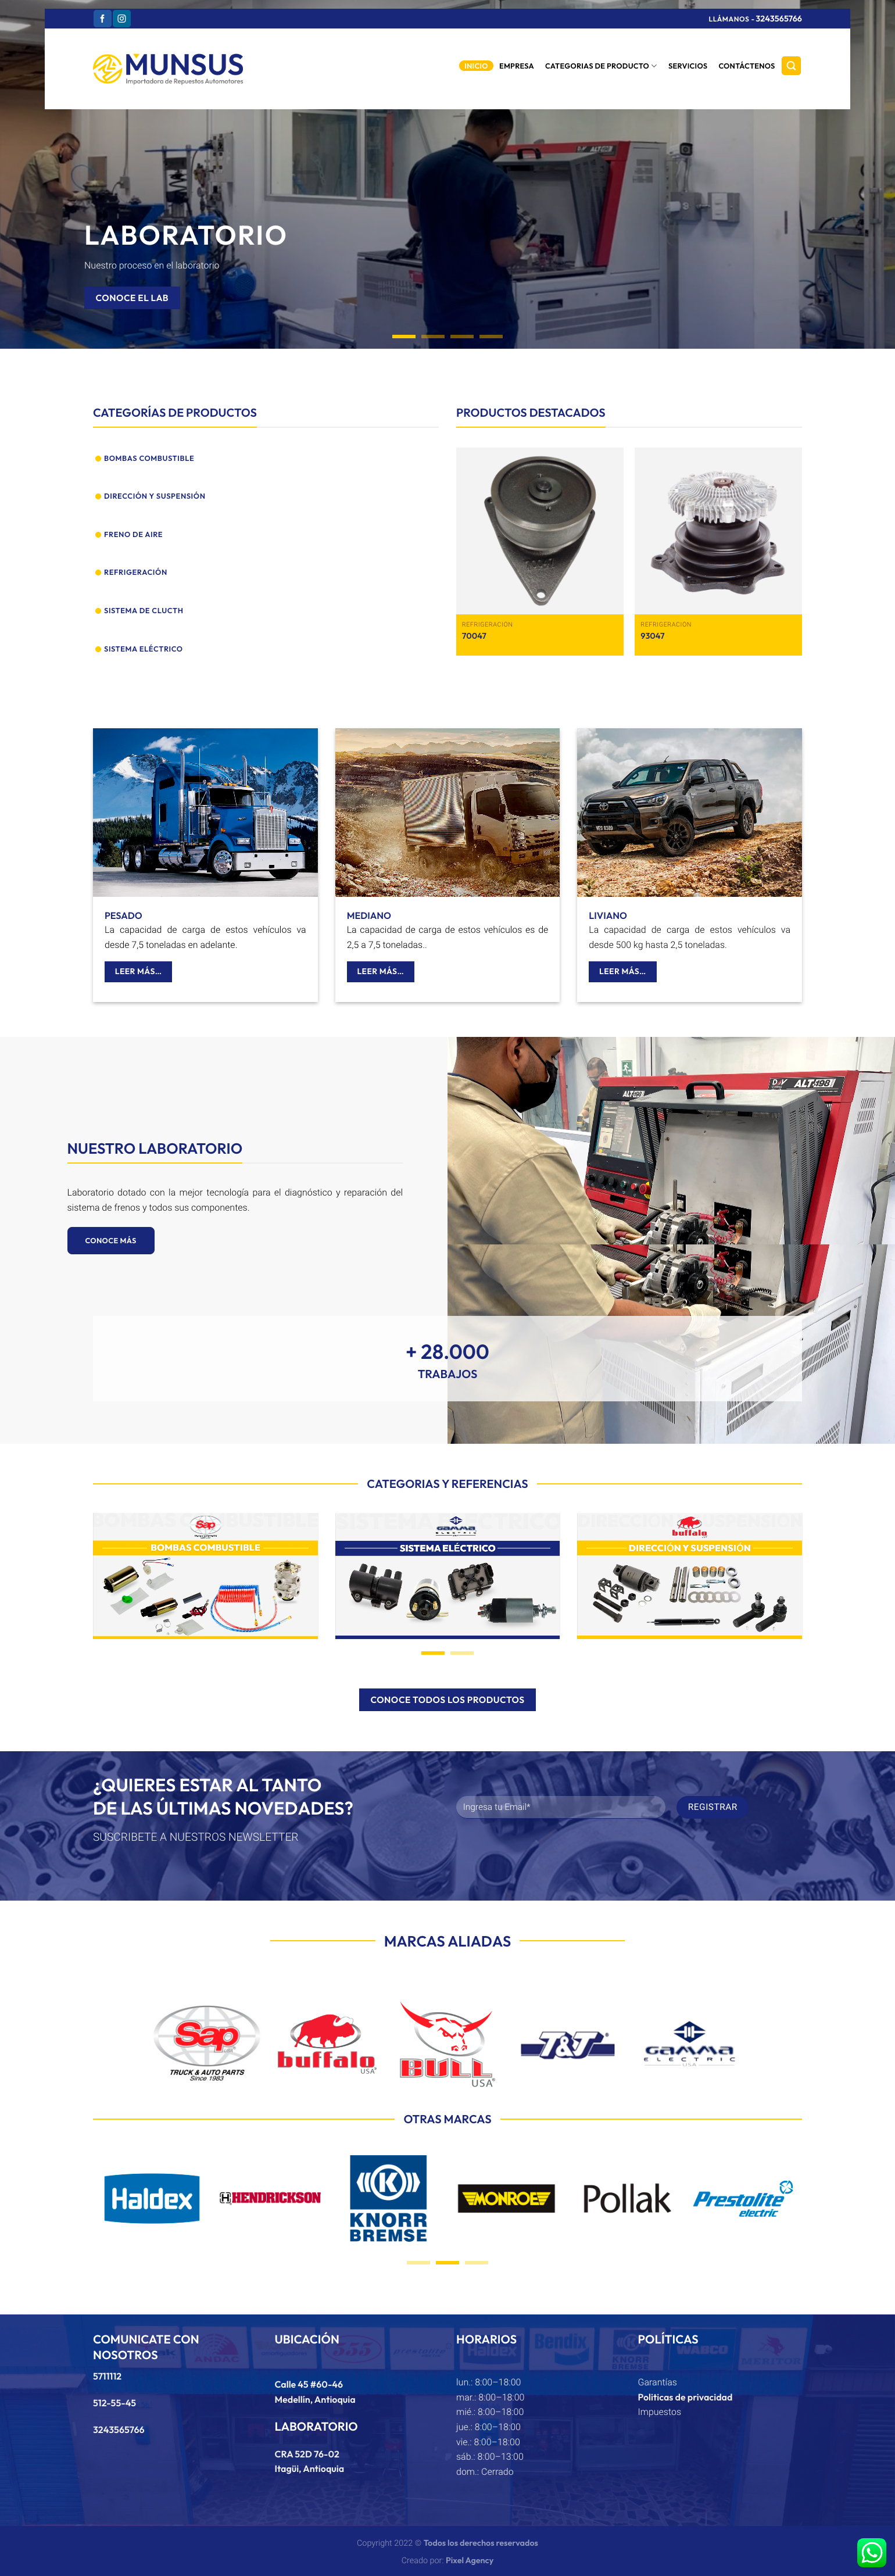 LLÁMANOS - 3243565766
MUNSUS
Importadora de Repuestos Automotores
INICIO
EMPRESA
CATEGORIAS DE PRODUCTO
SERVICIOS
CONTÁCTENOS
LABORATORIO
Nuestro proceso en el laboratorio
CONOCE EL LAB
CATEGORÍAS DE PRODUCTOS
BOMBAS COMBUSTIBLE
DIRECCIÓN Y SUSPENSIÓN
FRENO DE AIRE
REFRIGERACIÓN
SISTEMA DE CLUCTH
SISTEMA ELÉCTRICO
PRODUCTOS DESTACADOS
REFRIGERACIÓN
70047
REFRIGERACIÓN
93047
PESADO
La capacidad de carga de estos vehículos va
desde 7,5 toneladas en adelante.
LEER MÁS...
MEDIANO
La capacidad de carga de estos vehículos es de
2,5 a 7,5 toneladas..
LEER MÁS...
LIVIANO
La capacidad de carga de estos vehículos va
desde 500 kg hasta 2,5 toneladas.
LEER MÁS...
NUESTRO LABORATORIO
Laboratorio dotado con la mejor tecnología para el diagnóstico y reparación del
sistema de frenos y todos sus componentes.
CONOCE MÁS
+ 28.000
TRABAJOS
CATEGORIAS Y REFERENCIAS
Sap
BOMBAS COMBUSTIBLE
GAMMA
ELECTRIC
SISTEMA ELÉCTRICO
buffalo
DIRECCIÓN Y SUSPENSIÓN
CONOCE TODOS LOS PRODUCTOS
¿QUIERES ESTAR AL TANTO
DE LAS ÚLTIMAS NOVEDADES?
SUSCRIBETE A NUESTROS NEWSLETTER
Ingresa tu Email*
REGISTRAR
MARCAS ALIADAS
Sap
TRUCK & AUTO PARTS
Since 1983
buffalo
USA
BULL
USA
T&T
GAMMA
ELECTRIC
USA
OTRAS MARCAS
Haldex
HENDRICKSON
KNORR
BREMSE
MONROE
Pollak
Prestolite
electric
COMUNICATE CON
NOSOTROS
5711112
512-55-45
3243565766
UBICACIÓN
Calle 45 #60-46
Medellín, Antioquia
LABORATORIO
CRA 52D 76-02
Itagüi, Antioquia
HORARIOS
lun.: 8:00–18:00
mar.: 8:00–18:00
mié.: 8:00–18:00
jue.: 8:00–18:00
vie.: 8:00–18:00
sáb.: 8:00–13:00
dom.: Cerrado
POLÍTICAS
Garantías
Politicas de privacidad
Impuestos
Copyright 2022 © Todos los derechos reservados
Creado por: Pixel Agency